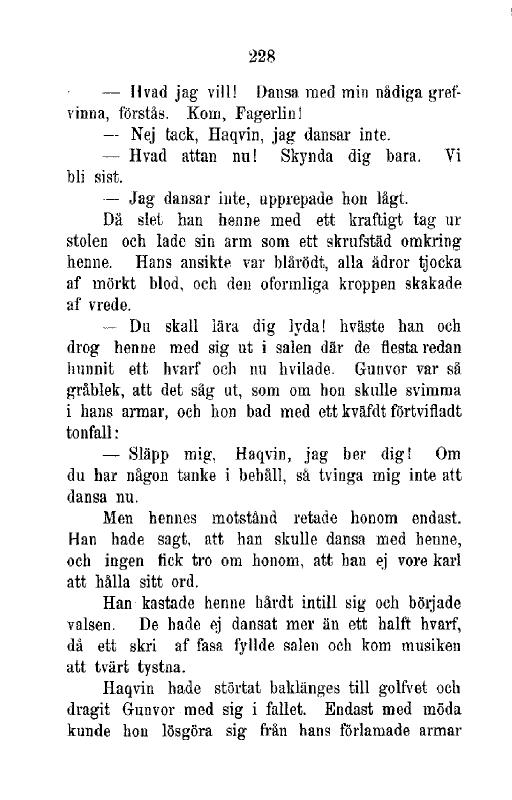 228
— Hvad jag vill! Dansa med min nådiga gref-
vinna, förstås. Kom, Fagerlin!
— Nej tack, Haqvin, jag dansar inte.
— Hvad attan nu! Skynda dig bara. Vi
bli sist.
— Jag dansar inte, upprepade hon lågt.
Då slet han henne med ett kraftigt tag ur
stolen och lade sin arm som ett skrufstäd omkring
henne. Hans ansikte var blårödt, alla ådror tjocka
af mörkt blod, och den oformliga kroppen skakade
af vrede.
— Du skall lära dig lyda! hväste han och
drog henne med sig ut i salen där de flesta redan
hunnit ett hvarf och nu hvilade. Gunvor var så
gråblek, att det såg ut, som om hon skulle svimma
i hans armar, och hon bad med ett kväfdt förtvifladt
tonfall:
— Släpp mig, Haqvin, jag ber dig! Om
du har någon tanke i behåll, så tvinga mig inte att
dansa nu.
Men hennes motstånd retade honom endast.
Han hade sagt, att han skulle dansa med henne,
och ingen fick tro om honom, att han ej vore karl
att hålla sitt ord.
Han kastade henne hårdt intill sig och började
valsen. De hade ej dansat mer än ett halft hvarf,
då ett skri af fasa fyllde salen och kom musiken
att tvärt tystna.
Haqvin hade störtat baklänges till golfvet och
dragit Gunvor med sig i fallet. Endast med möda
kunde hon lösgöra sig från hans förlamade armar